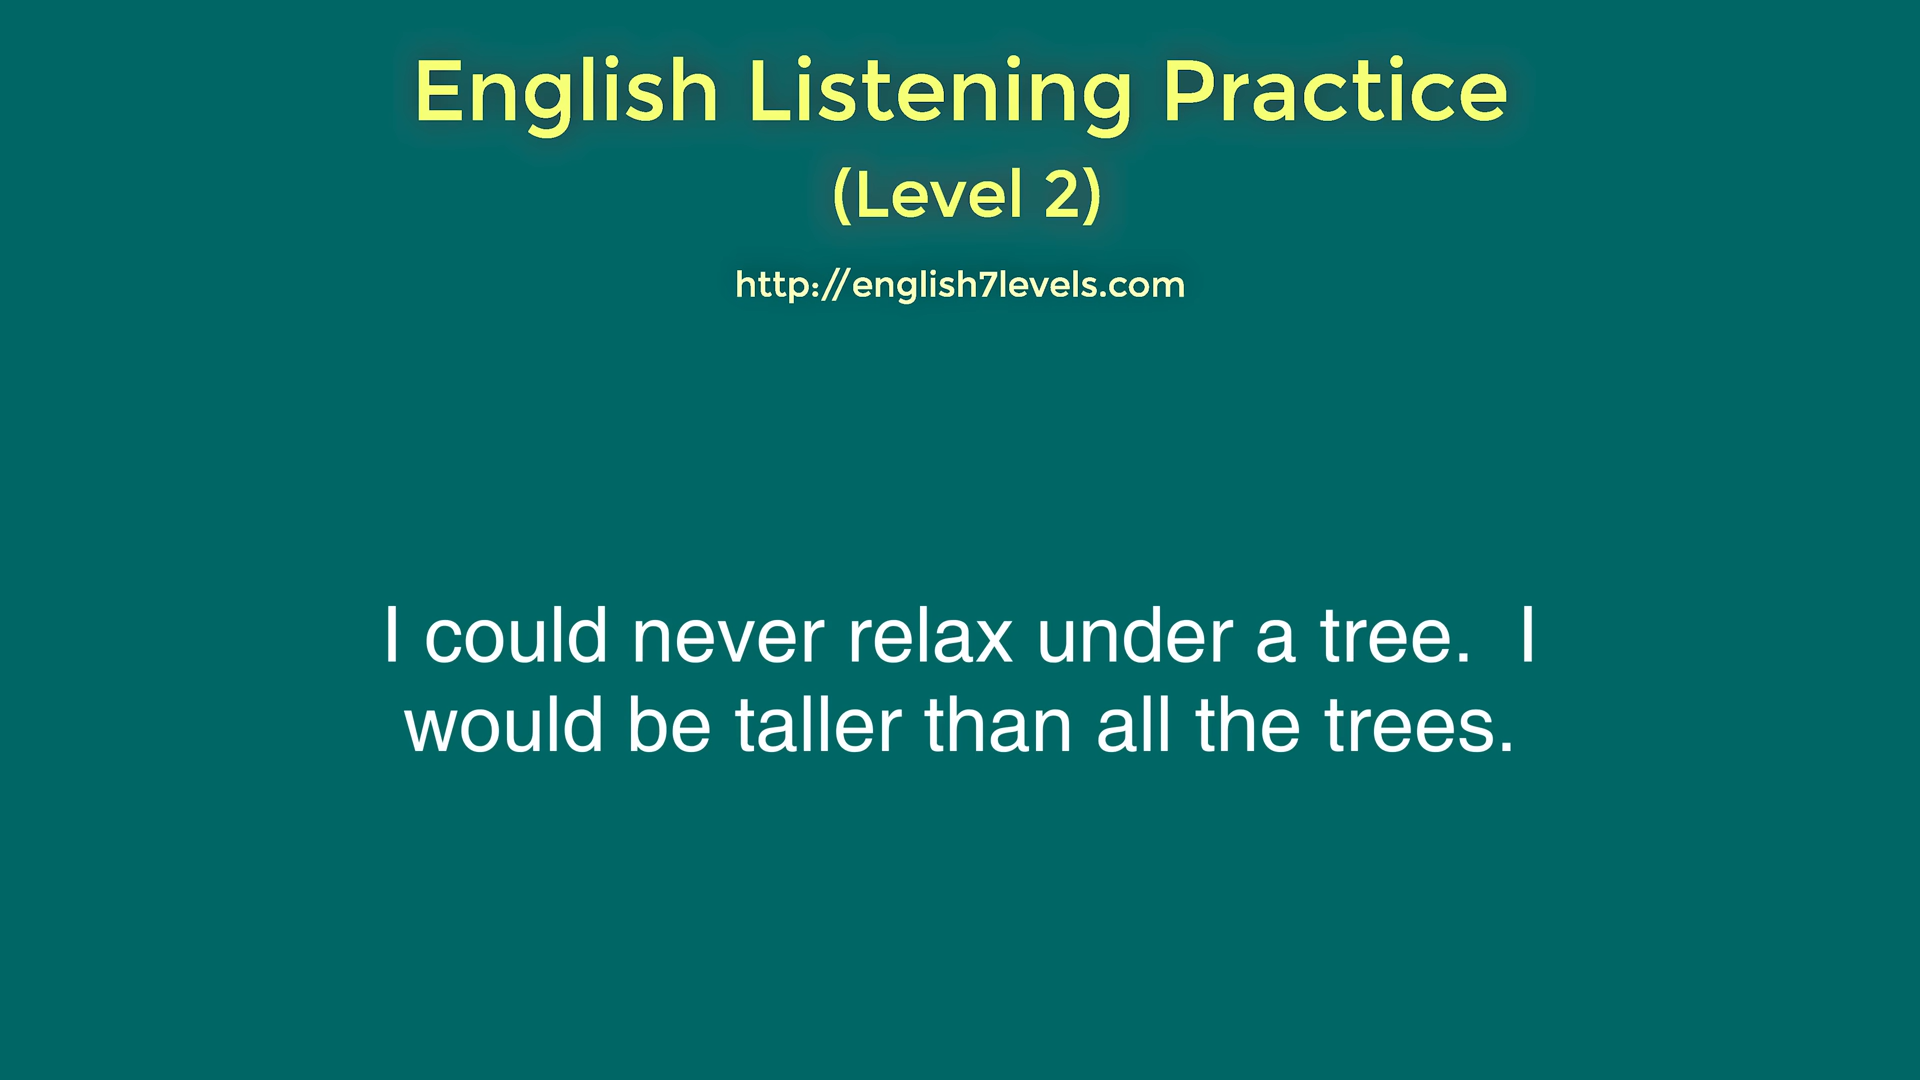 English Listening Practice
(Level 2)
http://english7levels.com
I could never relax under a tree.  I
would be taller than all the trees.